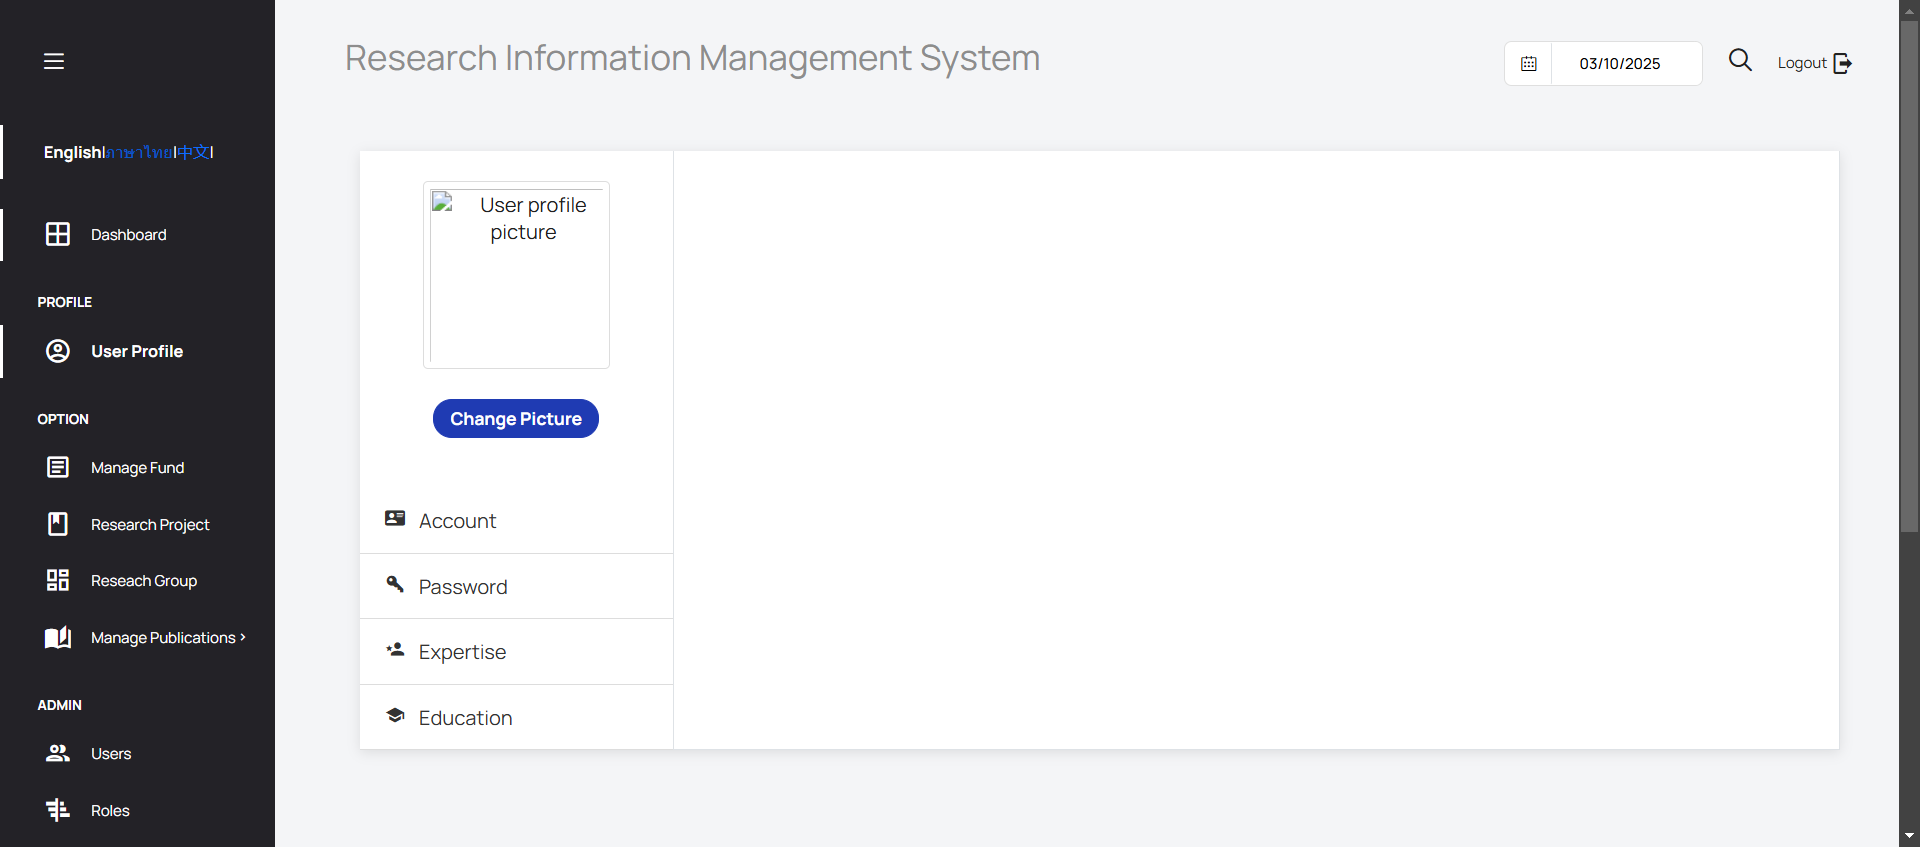 Research Information Management System
03/10/2025
Logout
English|ภาษาไทย|中文|
Dashboard
PROFILE
User Profile
OPTION
Manage Fund
Research Project
Reseach Group
Manage Publications
ADMIN
Users
Roles
User profile
picture
Change Picture
Account
Password
Expertise
Education